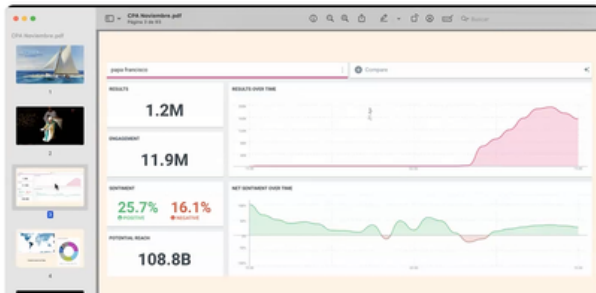 CPA Noviembre.pdf
Página 3 de 89
Buscar
CPA Noviembre.pdf
1
2
3
4
papa francisco
Compare
RESULTS
1.2M
ENGAGEMENT
11.9M
SENTIMENT
25.7% 16.1%
POSITIVE NEGATIVE
POTENTIAL REACH
108.8B
RESULTS OVER TIME
NET SENTIMENT OVER TIME